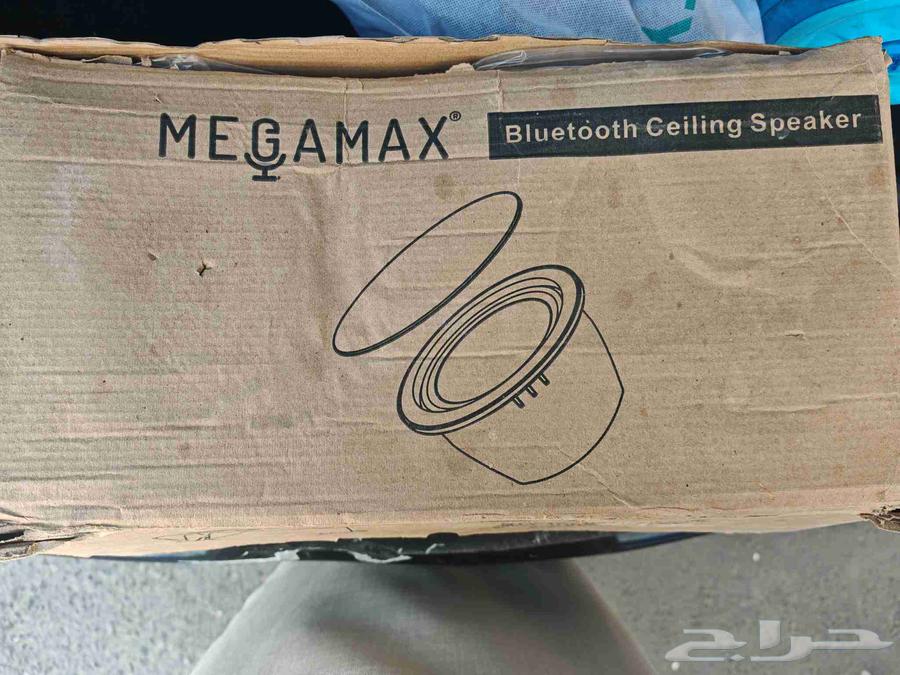 MEGAMAX®
Bluetooth Ceiling Speaker
حراج